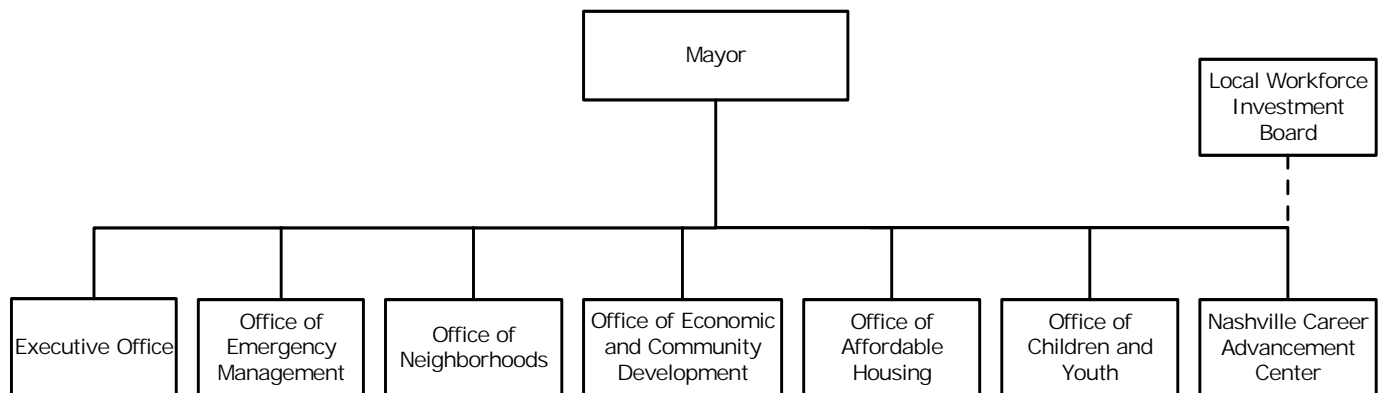 Mayor
Local Workforce
Investment
Board
Executive Office
Office of
Emergency
Management
Office of
Neighborhoods
Office of Economic
and Community
Development
Office of
Affordable
Housing
Office of
Children and
Youth
Nashville Career
Advancement
Center